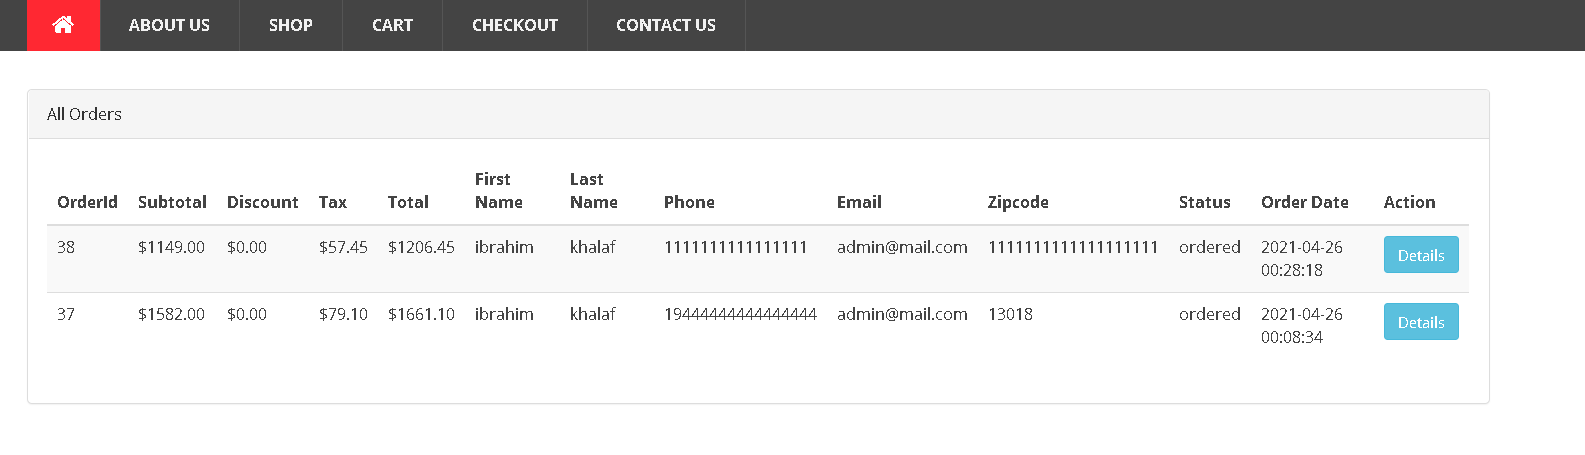 ABOUT US SHOP CART CHECKOUT CONTACT US
All Orders
OrderId Subtotal Discount Tax Total First Name Last Name Phone Email Zipcode Status Order Date Action
38 $1149.00 $0.00 $57.45 $1206.45 ibrahim khalaf 1111111111111111 admin@mail.com 1111111111111111111 ordered 2021-04-26 00:28:18 Details
37 $1582.00 $0.00 $79.10 $1661.10 ibrahim khalaf 19444444444444444 admin@mail.com 13018 ordered 2021-04-26 00:08:34 Details